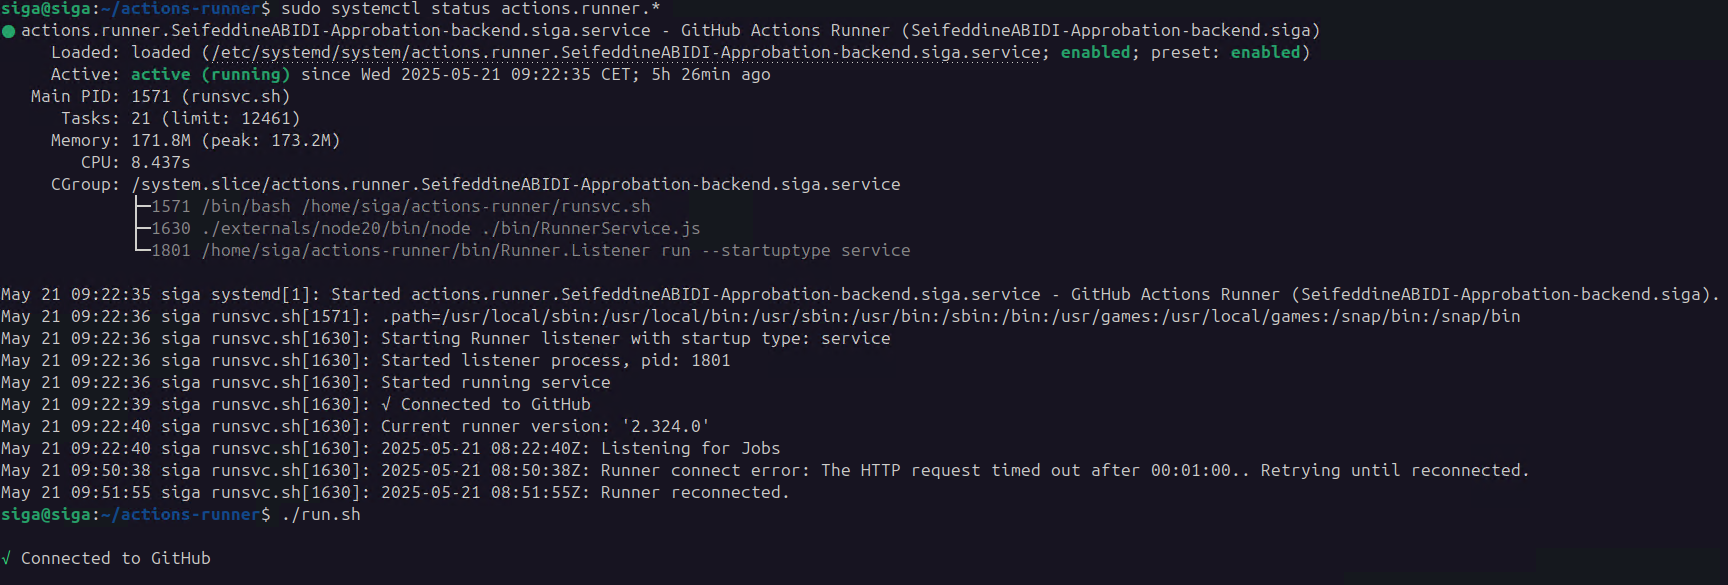 siga@siga:~/actions-runner$ sudo systemctl status actions.runner.*
● actions.runner.SeifeddineABIDI-Approbation-backend.siga.service - GitHub Actions Runner (SeifeddineABIDI-Approbation-backend.siga)
     Loaded: loaded (/etc/systemd/system/actions.runner.SeifeddineABIDI-Approbation-backend.siga.service; enabled; preset: enabled)
     Active: active (running) since Wed 2025-05-21 09:22:35 CET; 5h 26min ago
   Main PID: 1571 (runsvc.sh)
      Tasks: 21 (limit: 12461)
     Memory: 171.8M (peak: 173.2M)
        CPU: 8.437s
     CGroup: /system.slice/actions.runner.SeifeddineABIDI-Approbation-backend.siga.service
             ├─1571 /bin/bash /home/siga/actions-runner/runsvc.sh
             ├─1630 ./externals/node20/bin/node ./bin/RunnerService.js
             └─1801 /home/siga/actions-runner/bin/Runner.Listener run --startuptype service

May 21 09:22:35 siga systemd[1]: Started actions.runner.SeifeddineABIDI-Approbation-backend.siga.service - GitHub Actions Runner (SeifeddineABIDI-Approbation-backend.siga).
May 21 09:22:36 siga runsvc.sh[1571]: .path=/usr/local/sbin:/usr/local/bin:/usr/sbin:/usr/bin:/sbin:/bin:/usr/games:/usr/local/games:/snap/bin:/snap/bin
May 21 09:22:36 siga runsvc.sh[1630]: Starting Runner listener with startup type: service
May 21 09:22:36 siga runsvc.sh[1630]: Started listener process, pid: 1801
May 21 09:22:36 siga runsvc.sh[1630]: Started running service
May 21 09:22:39 siga runsvc.sh[1630]: √ Connected to GitHub
May 21 09:22:40 siga runsvc.sh[1630]: Current runner version: '2.324.0'
May 21 09:22:40 siga runsvc.sh[1630]: 2025-05-21 08:22:40Z: Listening for Jobs
May 21 09:50:38 siga runsvc.sh[1630]: 2025-05-21 08:50:38Z: Runner connect error: The HTTP request timed out after 00:01:00.. Retrying until reconnected.
May 21 09:51:55 siga runsvc.sh[1630]: 2025-05-21 08:51:55Z: Runner reconnected.
siga@siga:~/actions-runner$ ./run.sh

√ Connected to GitHub